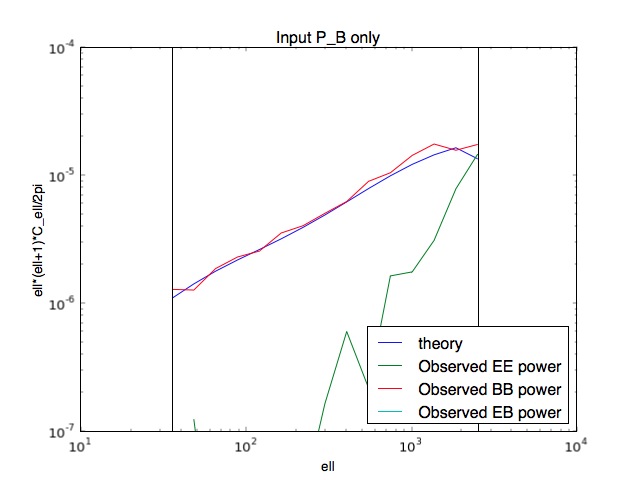 Input P_B only
10^-4
10^-5
10^-6
10^-7
ell*(ell+1)*C_ell/2pi
theory
Observed EE power
Observed BB power
Observed EB power
10^1
10^2
10^3
10^4
ell